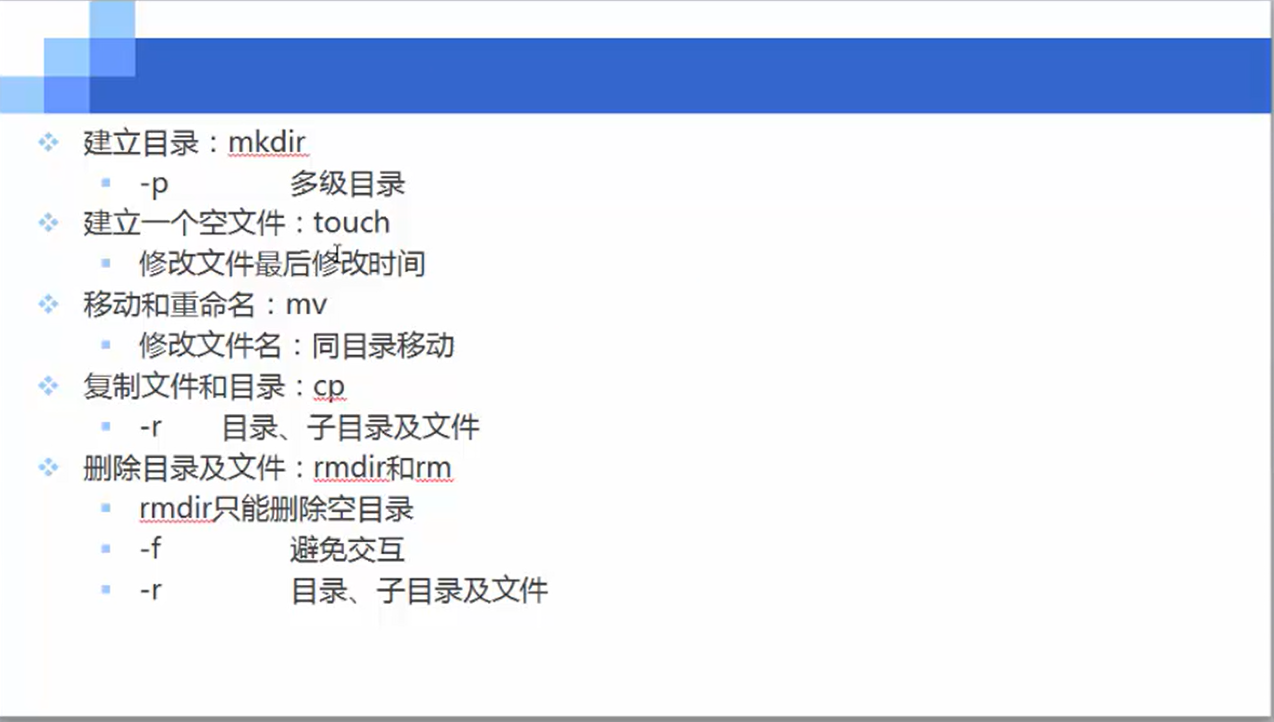 建立目录：mkdir
-p 多级目录
建立一个空文件：touch
修改文件最后修改时间
移动和重命名：mv
修改文件名：同目录移动
复制文件和目录：cp
-r 目录、子目录及文件
删除目录及文件：rmdir和rm
rmdir只能删除空目录
-f 避免交互
-r 目录、子目录及文件